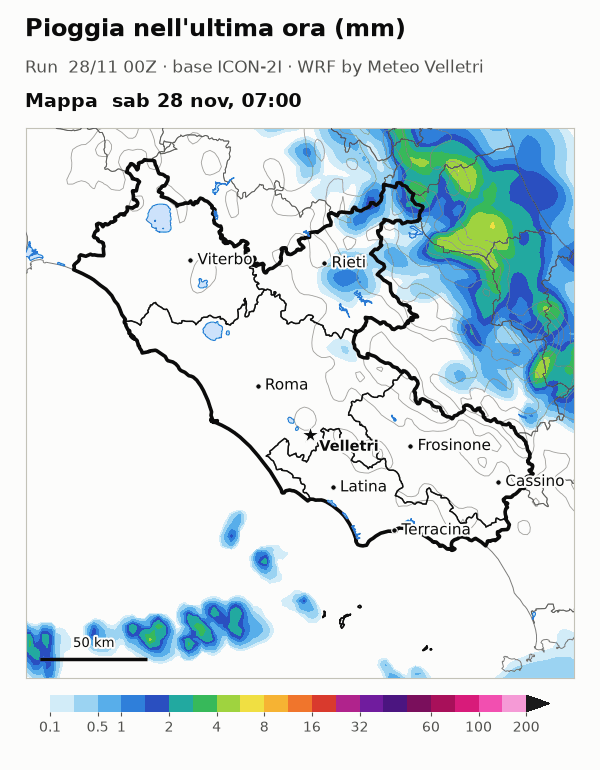 Pioggia nell'ultima ora (mm)
Run  28/11 00Z · base ICON-2I · WRF by Meteo Velletri
Mappa  sab 28 nov, 07:00
Viterbo
Rieti
Roma
Velletri
Frosinone
Latina
Cassino
Terracina
50 km
0.1 0.5 1 2 4 8 16 32 60 100 200